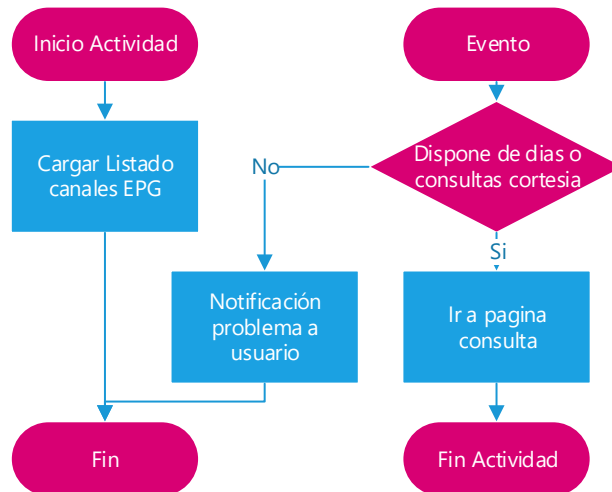 Inicio Actividad
Evento
Cargar Listado
canales EPG
Dispone de dias o
consultas cortesia
No
Si
Notificación
problema a
usuario
Ir a pagina
consulta
Fin
Fin Actividad